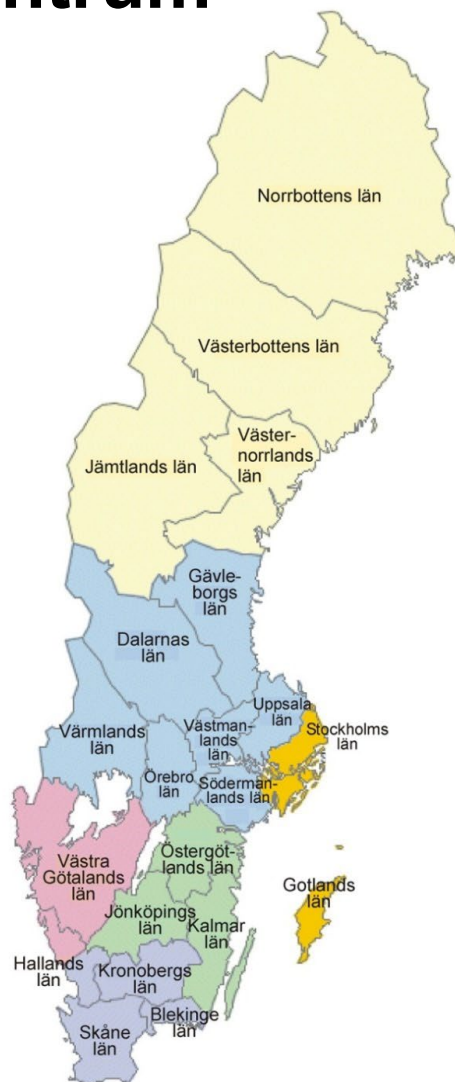 Norrbottens län
Västerbottens län
Väster-
norrlands
län
Jämtlands län
Gävle-
borgs
län
Dalarnas
län
Uppsala
län
Stockholms
län
Värmlands
län
Västman-
lands
län
Örebro
län
Söderman-
lands län
Västra
Götalands
län
Östergöt-
lands län
Gotlands
län
Jönköpings
län
Kalmar
län
Hallands
län
Kronobergs
län
Blekinge
län
Skåne
län